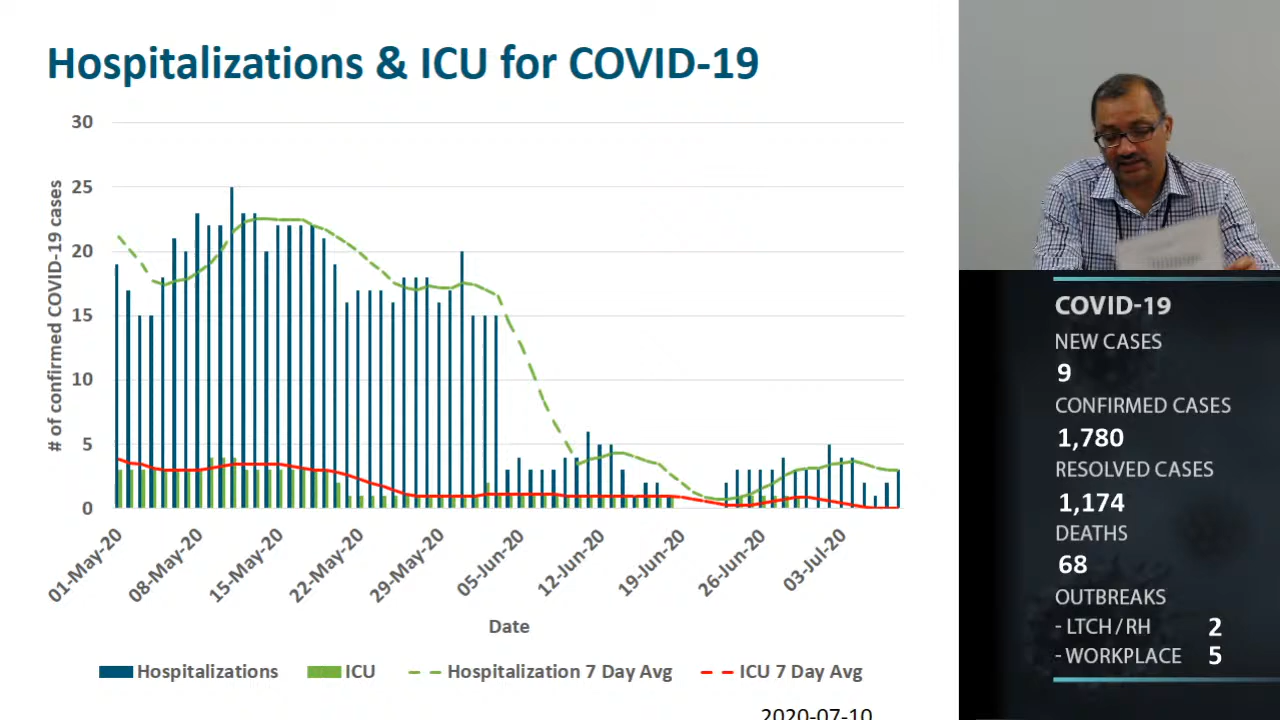 Hospitalizations & ICU for COVID-19
# of confirmed COVID-19 cases
30
25
20
15
10
5
0
01-May-20
08-May-20
15-May-20
22-May-20
29-May-20
05-Jun-20
12-Jun-20
19-Jun-20
26-Jun-20
03-Jul-20
Date
Hospitalizations ICU Hospitalization 7 Day Avg ICU 7 Day Avg
2020-07-10
COVID-19
NEW CASES
9
CONFIRMED CASES
1,780
RESOLVED CASES
1,174
DEATHS
68
OUTBREAKS
- LTCH / RH 2
- WORKPLACE 5